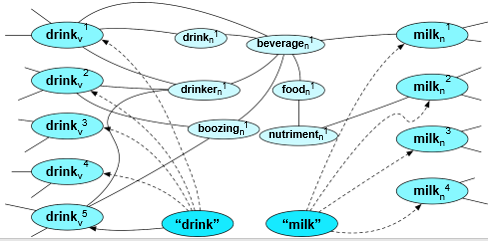 drink_v^1
drink_n^1
beverage_n^1
milk_n^1
drink_v^2
drinker_n^1
food_n^1
milk_n^2
drink_v^3
boozing_n^1
nutriment_n^1
milk_n^3
drink_v^4
milk_n^4
drink_v^5
“drink”
“milk”